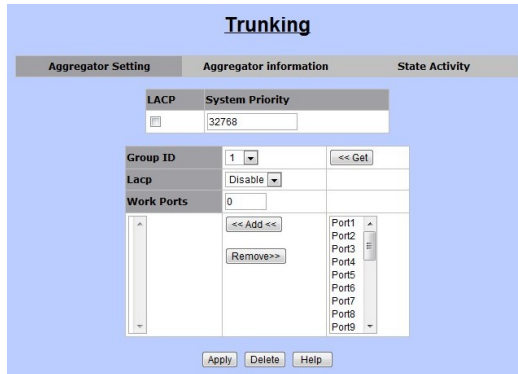 Trunking
Aggregator Setting Aggregator information State Activity
LACP System Priority
32768
Group ID 1 << Get
Lacp Disable
Work Ports 0
<< Add <<
Remove>>
Port1
Port2
Port3
Port4
Port5
Port6
Port7
Port8
Port9
Apply Delete Help